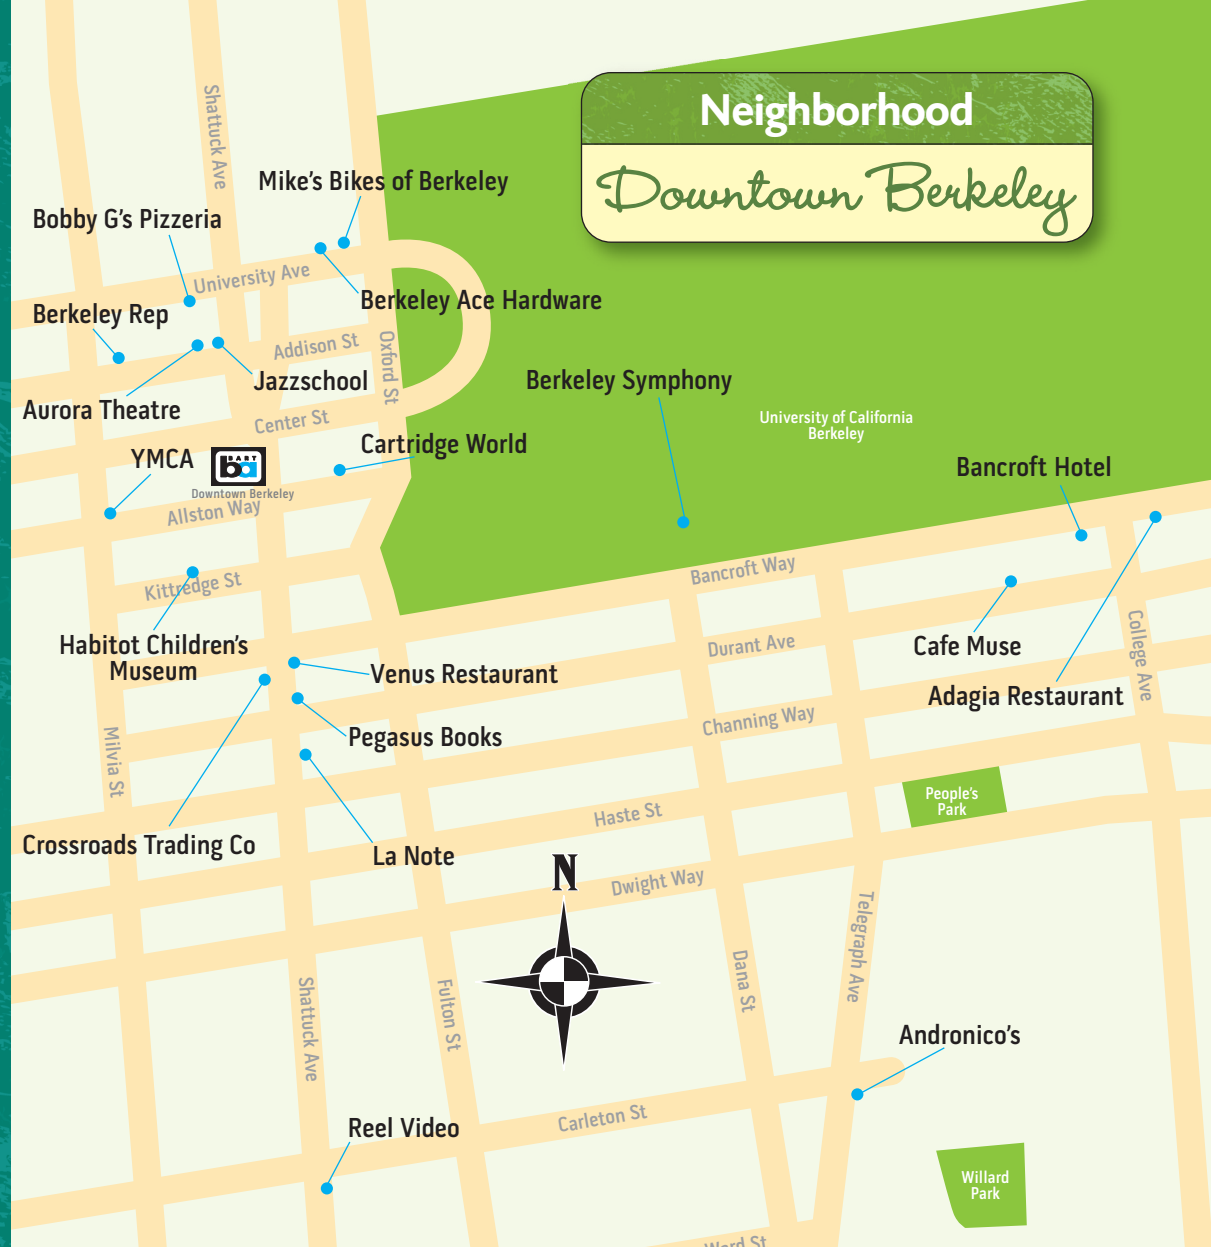 Neighborhood
Downtown Berkeley
Shattuck Ave
Mike's Bikes of Berkeley
Bobby G's Pizzeria
University Ave
Berkeley Ace Hardware
Berkeley Rep
Addison St
Oxford St
Jazzschool
Berkeley Symphony
Aurora Theatre
Center St
University of California
Berkeley
Cartridge World
YMCA
BART
ba
Downtown Berkeley
Bancroft Hotel
Allston Way
Kittredge St
Bancroft Way
Habitot Children's
Museum
Durant Ave
Cafe Muse
College Ave
Venus Restaurant
Adagia Restaurant
Channing Way
Pegasus Books
Milvia St
People's
Park
Haste St
Crossroads Trading Co
La Note
N
Dwight Way
Telegraph Ave
Dana St
Shattuck Ave
Fulton St
Andronico's
Carleton St
Reel Video
Willard
Park
Ward St